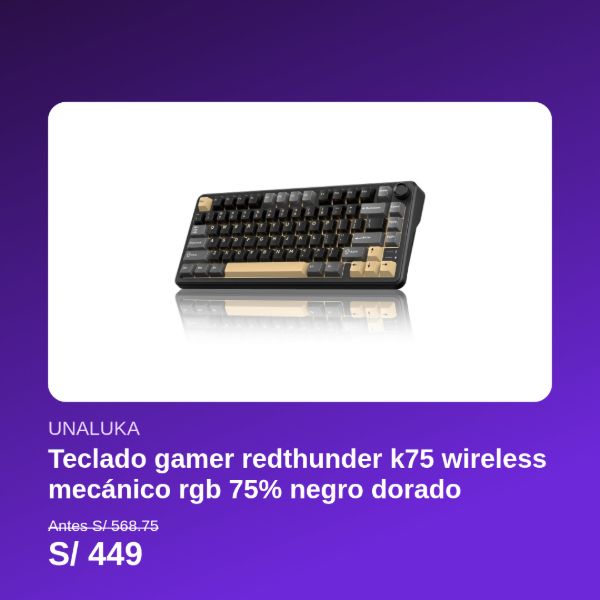 UNALUKA
Teclado gamer redthunder k75 wireless
mecánico rgb 75% negro dorado
Antes S/ 568.75
S/ 449